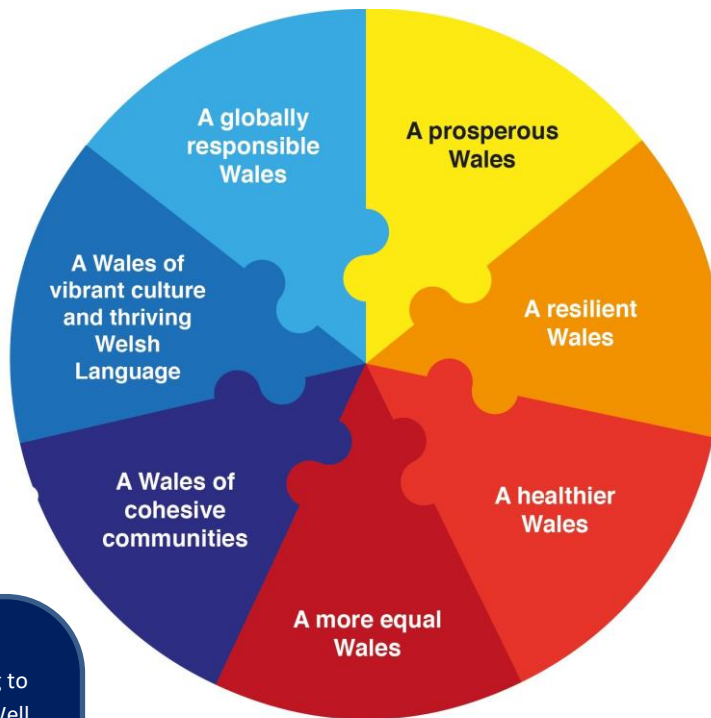 A globally
responsible
Wales
A prosperous
Wales
A resilient
Wales
A healthier
Wales
A more equal
Wales
A Wales of
cohesive
communities
A Wales of
vibrant culture
and thriving
Welsh
Language
to